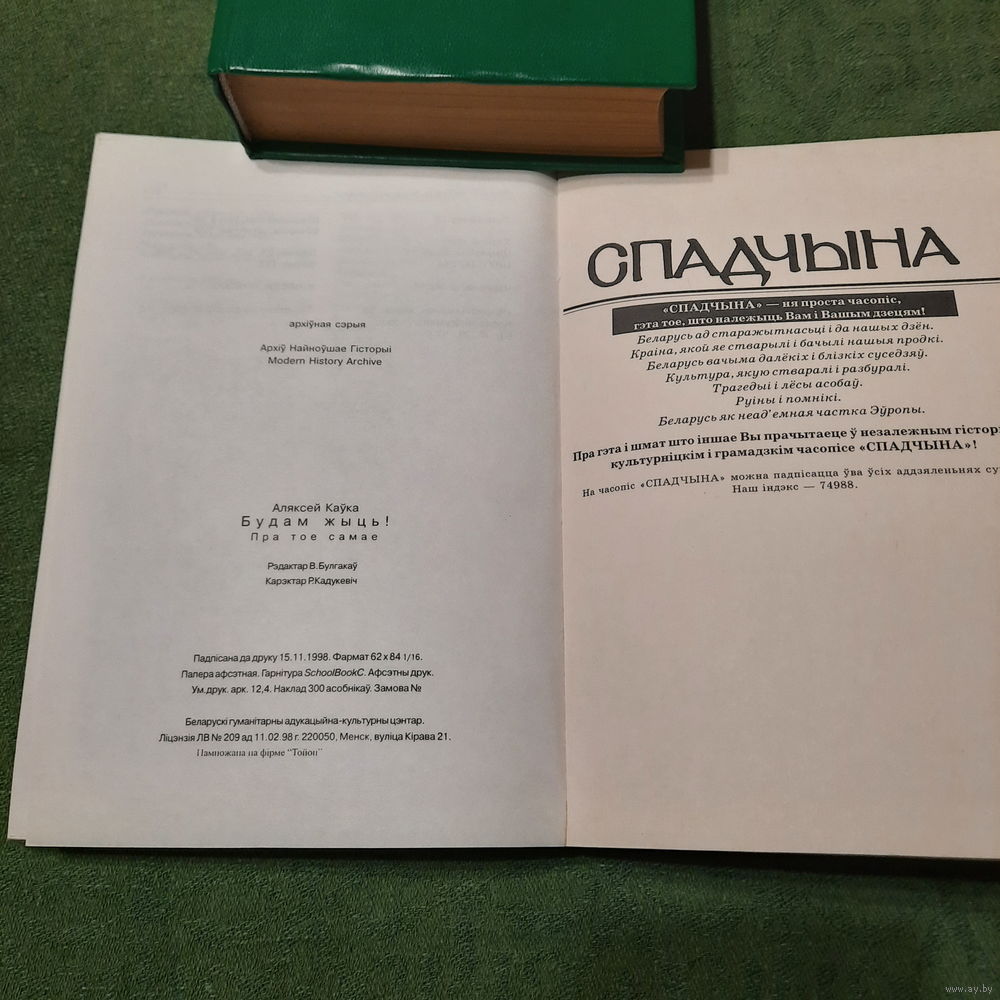 архіўная сэрыя
Архіў Найноўшае Гісторыі
Modern History Archive
Аляксей Каўка
Будам жыць!
Пра тое самае
Рэдактар В.Булгакаў
Карэктар Р.Кадукевіч
Падпісана да друку 15.11.1998. Фармат 62 x 84 1/16.
Папера афсэтная. Гарнітура SchoolBookC. Афсэтны друк.
Ум.друк. арк. 12,4. Наклад 300 асобнікаў. Замова №
Беларускі гуманітарны адукацыйна-культурны цэнтар.
Ліцэнзія ЛВ № 209 ад 11.02.98 г. 220050, Менск, вуліца Кірава 21.
Памножана на фірме “Тойон”
СПАДЧЫНА
«СПАДЧЫНА» — ня проста часопіс,
гэта тое, што належыць Вам і Вашым дзецям!
Беларусь ад старажытнасьці і да нашых дзён.
Краіна, якой яе стварылі і бачылі нашыя продкі.
Беларусь вачыма далёкіх і блізкіх суседзяў.
Культура, якую стваралі і разбуралі.
Трагедыі і лёсы асобаў.
Руіны і помнікі.
Беларусь як неад'емная частка Эўропы.
Пра гэта і шмат што іншае Вы прачытаеце ў незалежным гістор
культурніцкім і грамадзкім часопісе «СПАДЧЫНА»!
На часопіс «СПАДЧЫНА» можна падпісацца ўва ўсіх аддзяленьнях су
Наш індэкс — 74988.
www.ay.by